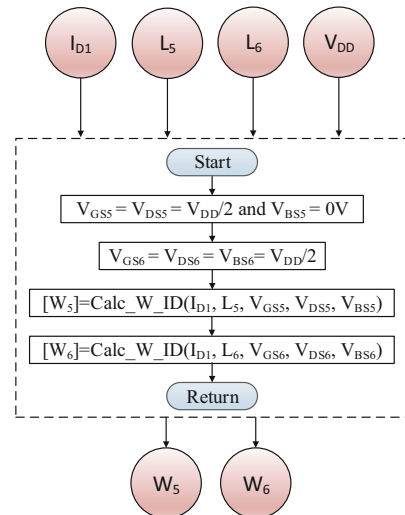 I_D1 L_5 L_6 V_DD
Start
V_GS5 = V_DS5 = V_DD/2 and V_BS5 = 0V
V_GS6 = V_DS6 = V_BS6 = V_DD/2
[W_5]=Calc_W_ID(I_D1, L_5, V_GS5, V_DS5, V_BS5)
[W_6]=Calc_W_ID(I_D1, L_6, V_GS6, V_DS6, V_BS6)
Return
W_5 W_6